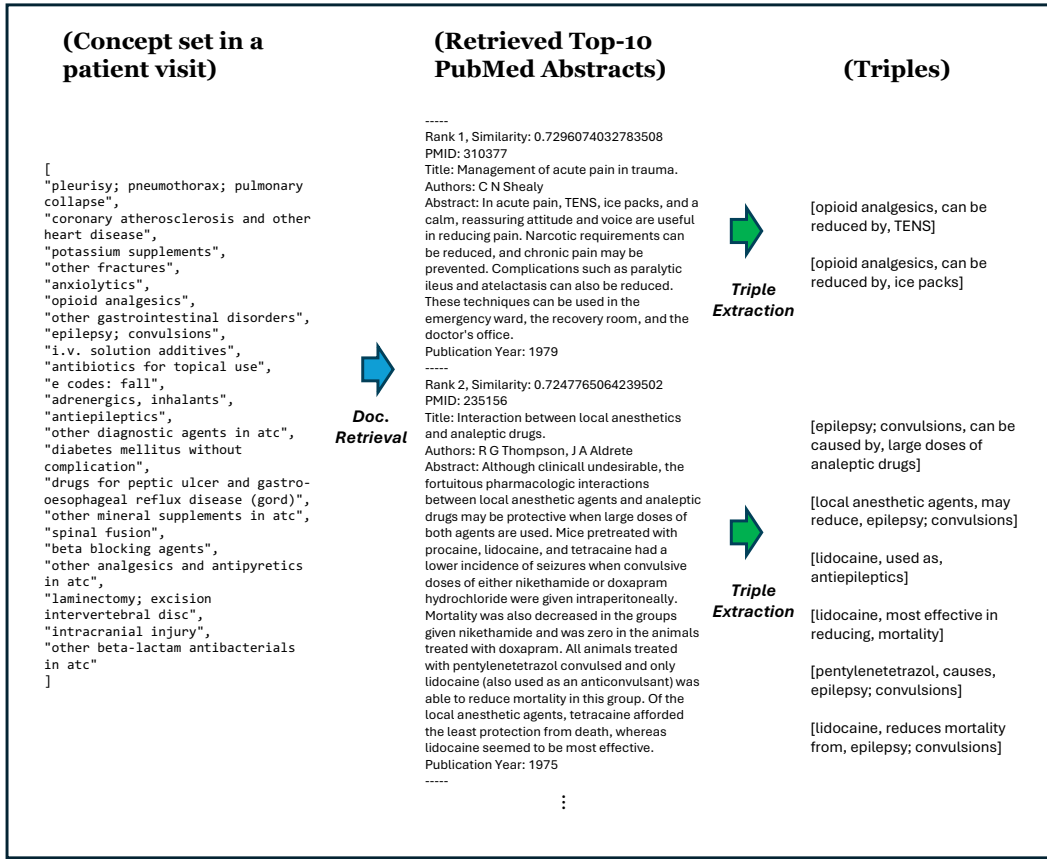 (Concept set in a
patient visit)
[
"pleurisy; pneumothorax; pulmonary
collapse",
"coronary atherosclerosis and other
heart disease",
"potassium supplements",
"other fractures",
"anxiolytics",
"opioid analgesics",
"other gastrointestinal disorders",
"epilepsy; convulsions",
"i.v. solution additives",
"antibiotics for topical use",
"e codes: fall",
"adrenergics, inhalants",
"antiepileptics",
"other diagnostic agents in atc",
"diabetes mellitus without
complication",
"drugs for peptic ulcer and gastro-
oesophageal reflux disease (gord)",
"other mineral supplements in atc",
"spinal fusion",
"beta blocking agents",
"other analgesics and antipyretics
in atc",
"laminectomy; excision
intervertebral disc",
"intracranial injury",
"other beta-lactam antibacterials
in atc"
]
Doc.
Retrieval
(Retrieved Top-10
PubMed Abstracts)
-----
Rank 1, Similarity: 0.7296074032783508
PMID: 310377
Title: Management of acute pain in trauma.
Authors: C N Shealy
Abstract: In acute pain, TENS, ice packs, and a
calm, reassuring attitude and voice are useful
in reducing pain. Narcotic requirements can
be reduced, and chronic pain may be
prevented. Complications such as paralytic
ileus and atelactasis can also be reduced.
These techniques can be used in the
emergency ward, the recovery room, and the
doctor's office.
Publication Year: 1979
-----
Rank 2, Similarity: 0.7247765064239502
PMID: 235156
Title: Interaction between local anesthetics
and analeptic drugs.
Authors: R G Thompson, J A Aldrete
Abstract: Although clinicall undesirable, the
fortuitous pharmacologic interactions
between local anesthetic agents and analeptic
drugs may be protective when large doses of
both agents are used. Mice pretreated with
procaine, lidocaine, and tetracaine had a
lower incidence of seizures when convulsive
doses of either nikethamide or doxapram
hydrochloride were given intraperitoneally.
Mortality was also decreased in the groups
given nikethamide and was zero in the animals
treated with doxapram. All animals treated
with pentylenetetrazol convulsed and only
lidocaine (also used as an anticonvulsant) was
able to reduce mortality in this group. Of the
local anesthetic agents, tetracaine afforded
the least protection from death, whereas
lidocaine seemed to be most effective.
Publication Year: 1975
-----
⋮
Triple
Extraction
Triple
Extraction
(Triples)
[opioid analgesics, can be
reduced by, TENS]
[opioid analgesics, can be
reduced by, ice packs]
[epilepsy; convulsions, can be
caused by, large doses of
analeptic drugs]
[local anesthetic agents, may
reduce, epilepsy; convulsions]
[lidocaine, used as,
antiepileptics]
[lidocaine, most effective in
reducing, mortality]
[pentylenetetrazol, causes,
epilepsy; convulsions]
[lidocaine, reduces mortality
from, epilepsy; convulsions]